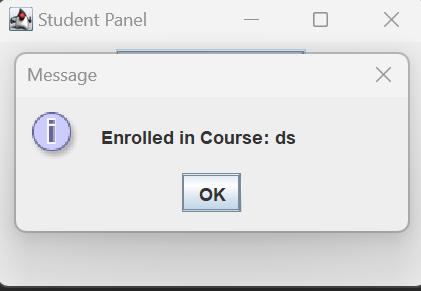 Student Panel
Message
Enrolled in Course: ds
OK